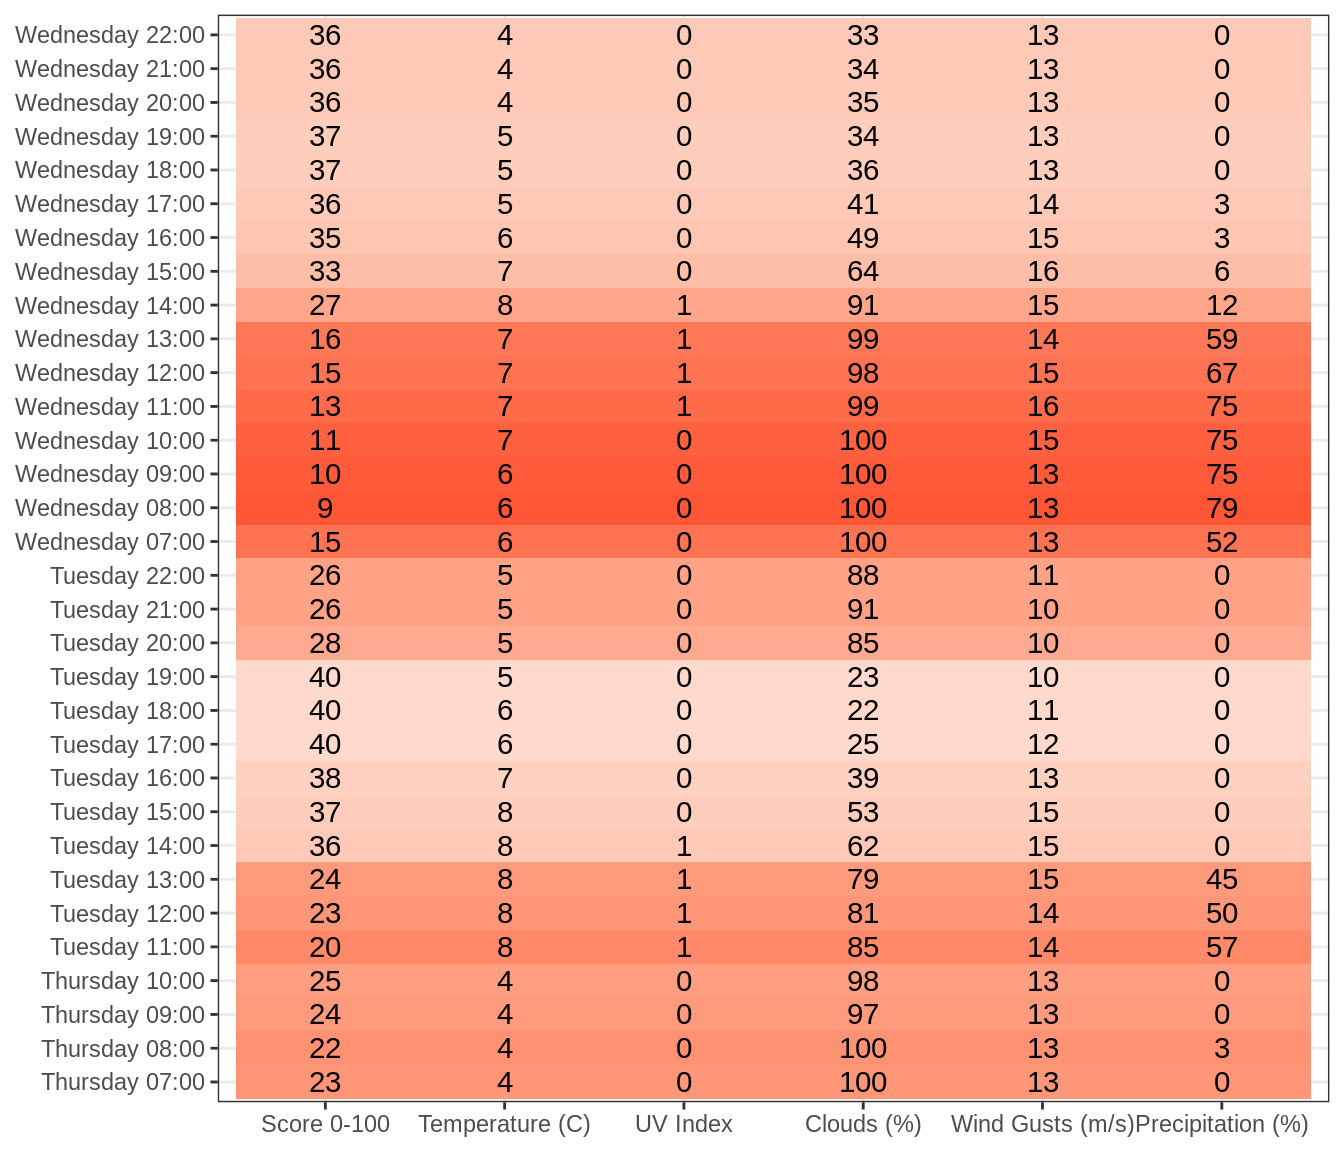 Wednesday 22:00 36 4 0 33 13 0
Wednesday 21:00 36 4 0 34 13 0
Wednesday 20:00 36 4 0 35 13 0
Wednesday 19:00 37 5 0 34 13 0
Wednesday 18:00 37 5 0 36 13 0
Wednesday 17:00 36 5 0 41 14 3
Wednesday 16:00 35 6 0 49 15 3
Wednesday 15:00 33 7 0 64 16 6
Wednesday 14:00 27 8 1 91 15 12
Wednesday 13:00 16 7 1 99 14 59
Wednesday 12:00 15 7 1 98 15 67
Wednesday 11:00 13 7 1 99 16 75
Wednesday 10:00 11 7 0 100 15 75
Wednesday 09:00 10 6 0 100 13 75
Wednesday 08:00 9 6 0 100 13 79
Wednesday 07:00 15 6 0 100 13 52
Tuesday 22:00 26 5 0 88 11 0
Tuesday 21:00 26 5 0 91 10 0
Tuesday 20:00 28 5 0 85 10 0
Tuesday 19:00 40 5 0 23 10 0
Tuesday 18:00 40 6 0 22 11 0
Tuesday 17:00 40 6 0 25 12 0
Tuesday 16:00 38 7 0 39 13 0
Tuesday 15:00 37 8 0 53 15 0
Tuesday 14:00 36 8 1 62 15 0
Tuesday 13:00 24 8 1 79 15 45
Tuesday 12:00 23 8 1 81 14 50
Tuesday 11:00 20 8 1 85 14 57
Thursday 10:00 25 4 0 98 13 0
Thursday 09:00 24 4 0 97 13 0
Thursday 08:00 22 4 0 100 13 3
Thursday 07:00 23 4 0 100 13 0
Score 0-100 Temperature (C) UV Index Clouds (%) Wind Gusts (m/s) Precipitation (%)